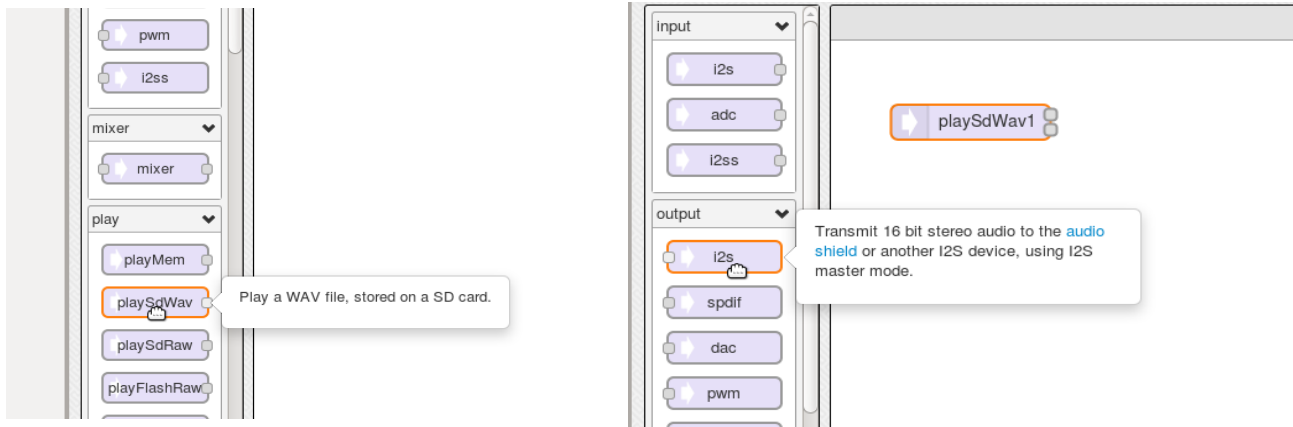 pwm
i2ss
mixer
mixer
play
playMem
playSdWav
Play a WAV file, stored on a SD card.
playSdRaw
playFlashRaw
input
i2s
adc
i2ss
output
i2s
Transmit 16 bit stereo audio to the audio
shield or another I2S device, using I2S
master mode.
spdif
dac
pwm
playSdWav1